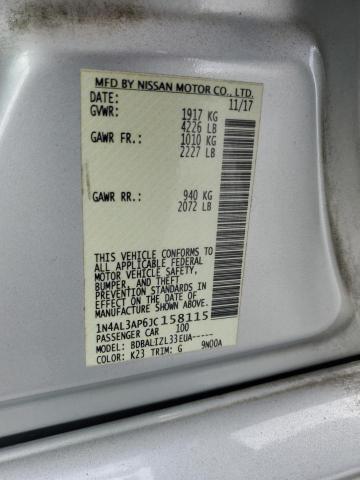 MFD BY NISSAN MOTOR CO., LTD.
DATE: 11/17
GVWR: 1917 KG
4226 LB
GAWR FR.: 1010 KG
2227 LB
GAWR RR.: 940 KG
2072 LB
THIS VEHICLE CONFORMS TO
ALL APPLICABLE FEDERAL
MOTOR VEHICLE SAFETY,
BUMPER, AND THEFT
PREVENTION STANDARDS IN
EFFECT ON THE DATE OF
MANUFACTURE SHOWN ABOVE.
1N4AL3AP6JC158115
PASSENGER CAR 100
MODEL: BDBALIZL33EUA-----
COLOR: K23 TRIM: G 9N00A